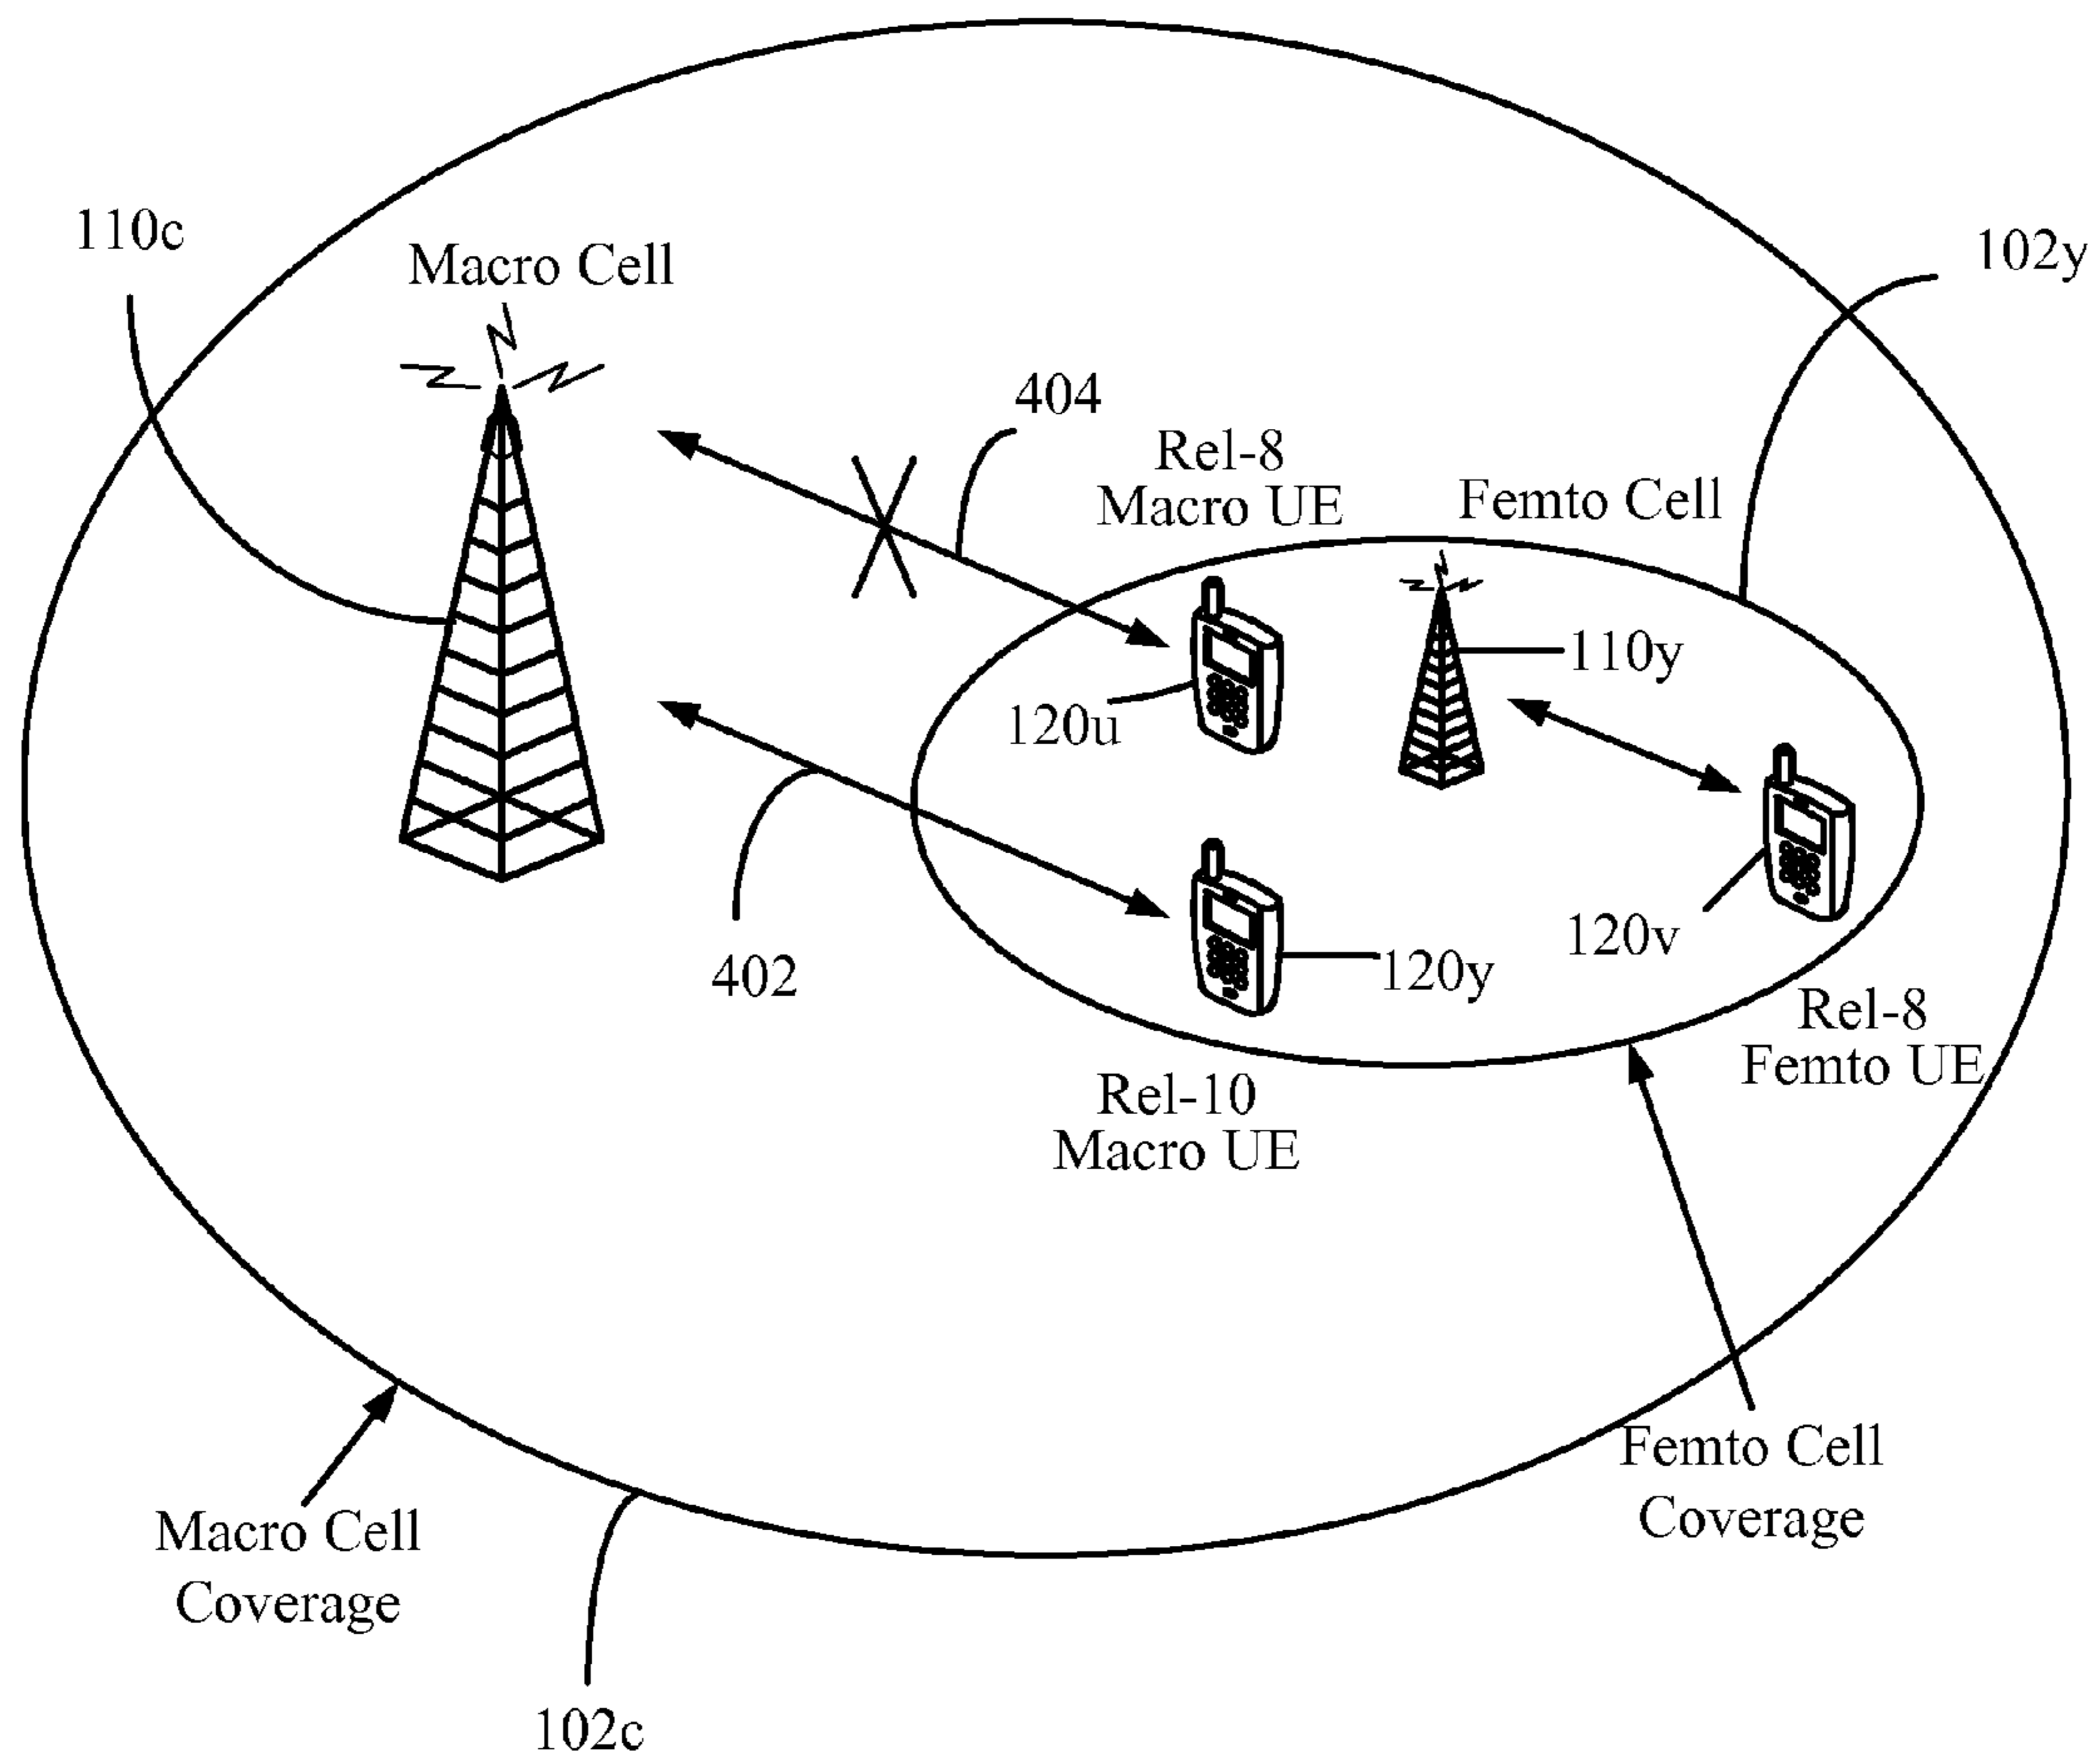 110c
Macro Cell
102y
404
Rel-8
Macro UE
Femto Cell
110y
120u
120v
402
120y
Rel-8
Femto UE
Rel-10
Macro UE
Femto Cell
Coverage
Macro Cell
Coverage
102c